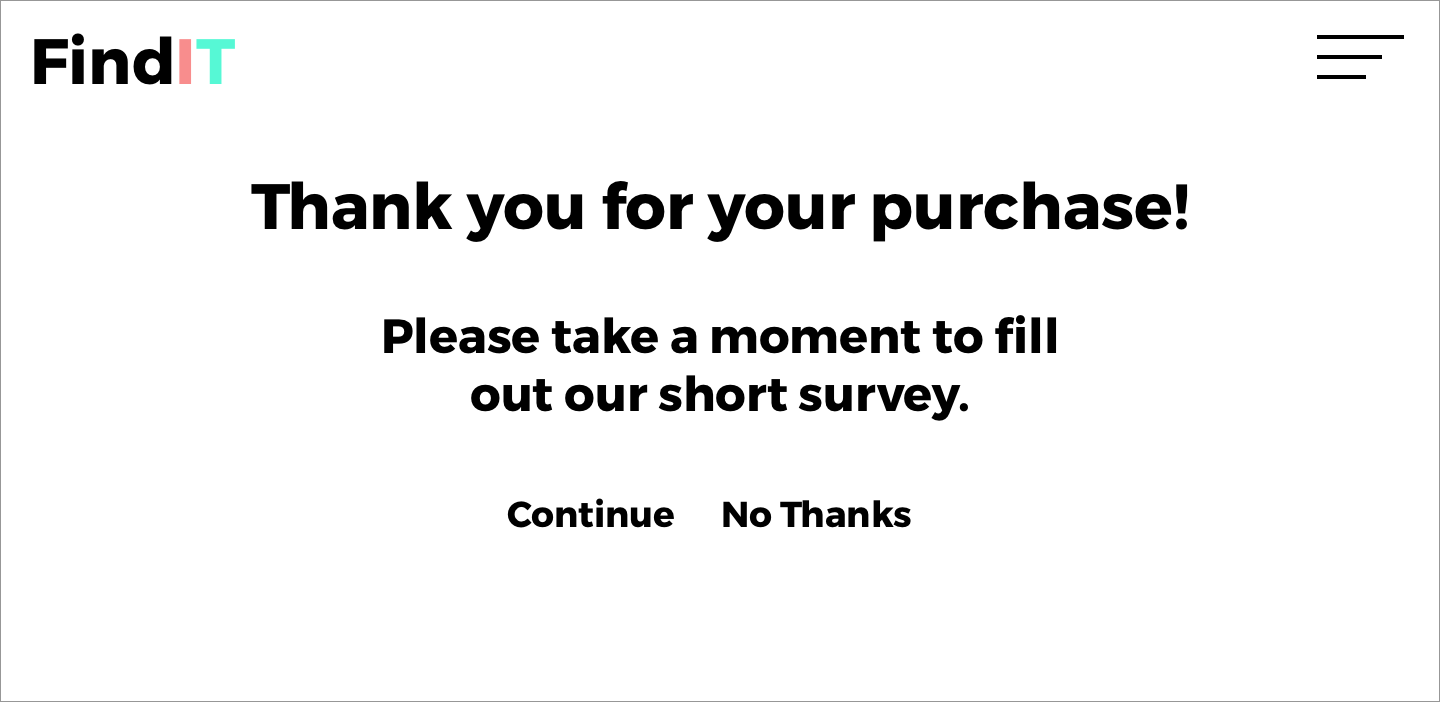 FindIT
Thank you for your purchase!
Please take a moment to fill
out our short survey.
Continue No Thanks